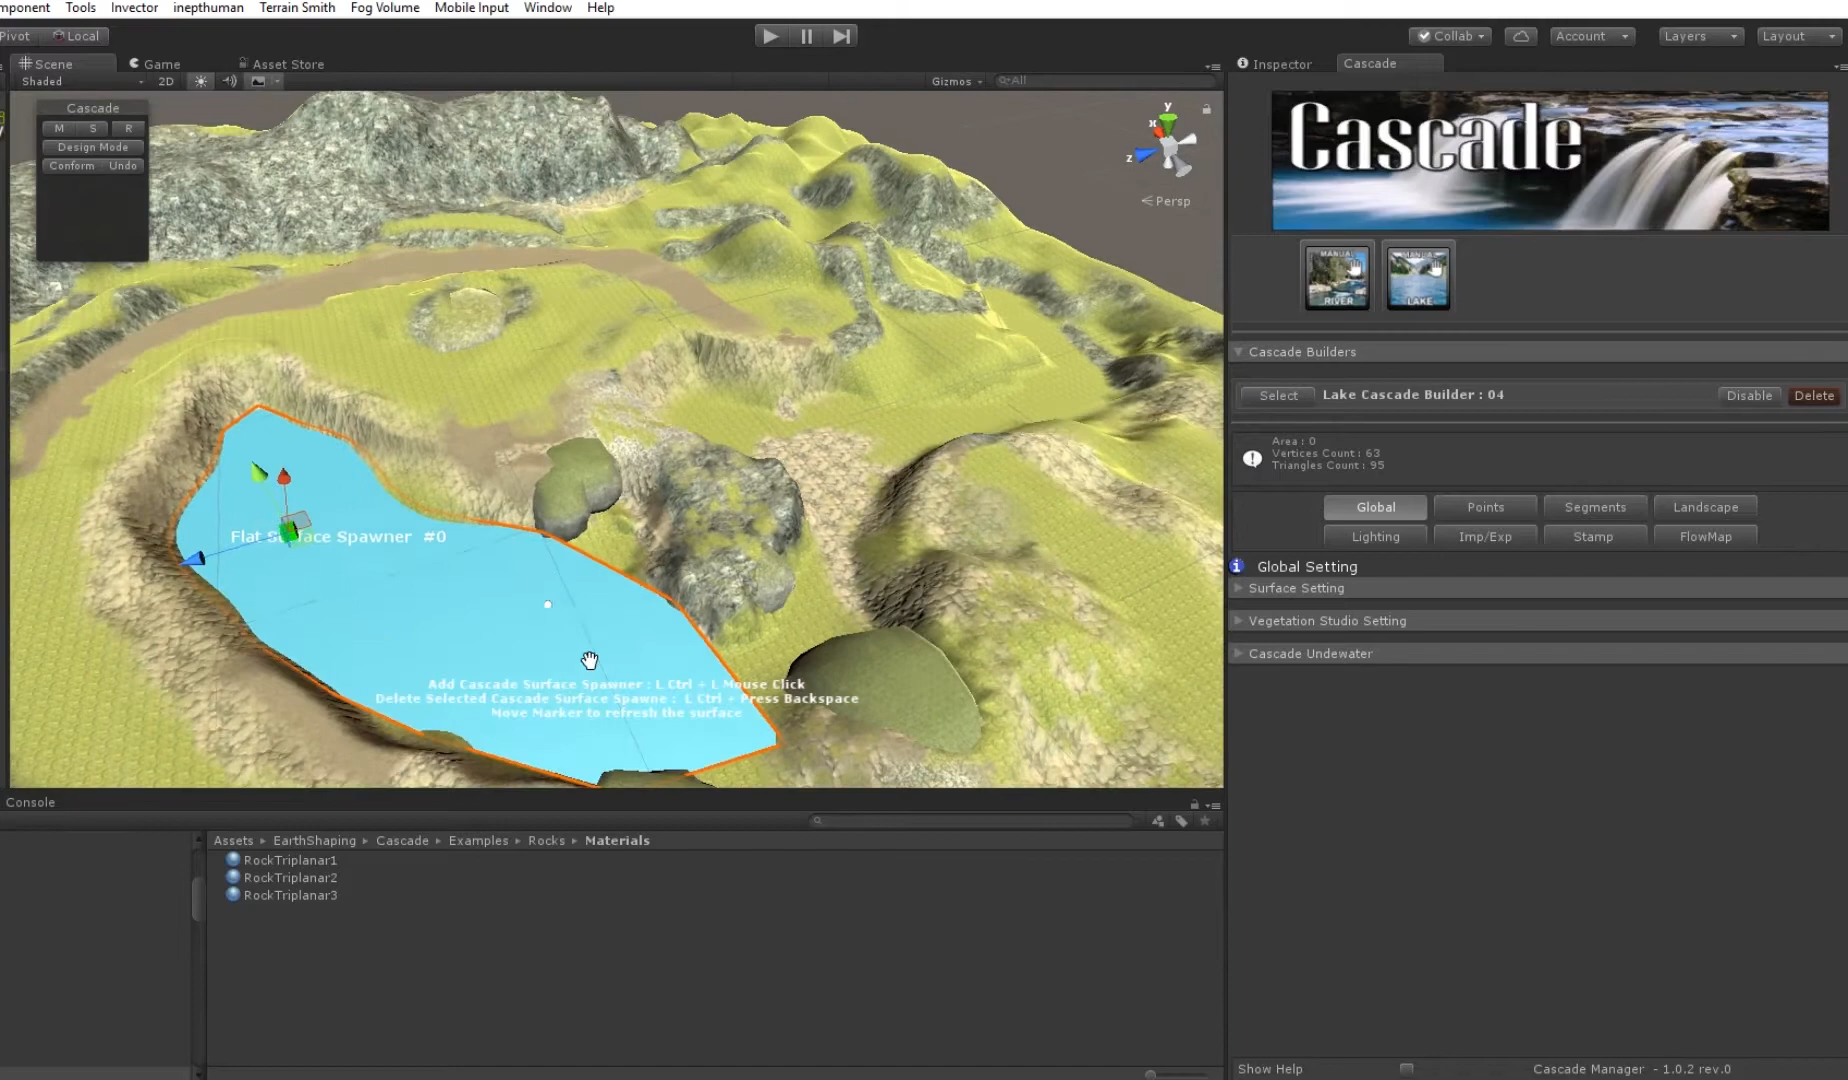 mponent Tools Invector inepthuman Terrain Smith Fog Volume Mobile Input Window Help
Pivot Local Collab Account Layers Layout
Scene Game Asset Store Inspector Cascade
Shaded 2D Gizmos All
Cascade
M S R
Design Mode
Conform Undo
y
x
z
Persp
Cascade
MANUAL RIVER
MANUAL LAKE
Cascade Builders
Select Lake Cascade Builder : 04 Disable Delete
Area : 0
Vertices Count : 63
Triangles Count : 95
Global Points Segments Landscape
Lighting Imp/Exp Stamp FlowMap
Global Setting
Surface Setting
Vegetation Studio Setting
Cascade Undewater
Flat Surface Spawner #0
Add Cascade Surface Spawner : L Ctrl + L Mouse Click
Delete Selected Cascade Surface Spawne : L Ctrl + Press Backspace
Move Marker to refresh the surface
Console
Assets ▸ EarthShaping ▸ Cascade ▸ Examples ▸ Rocks ▸ Materials
RockTriplanar1
RockTriplanar2
RockTriplanar3
Show Help Cascade Manager - 1.0.2 rev.0